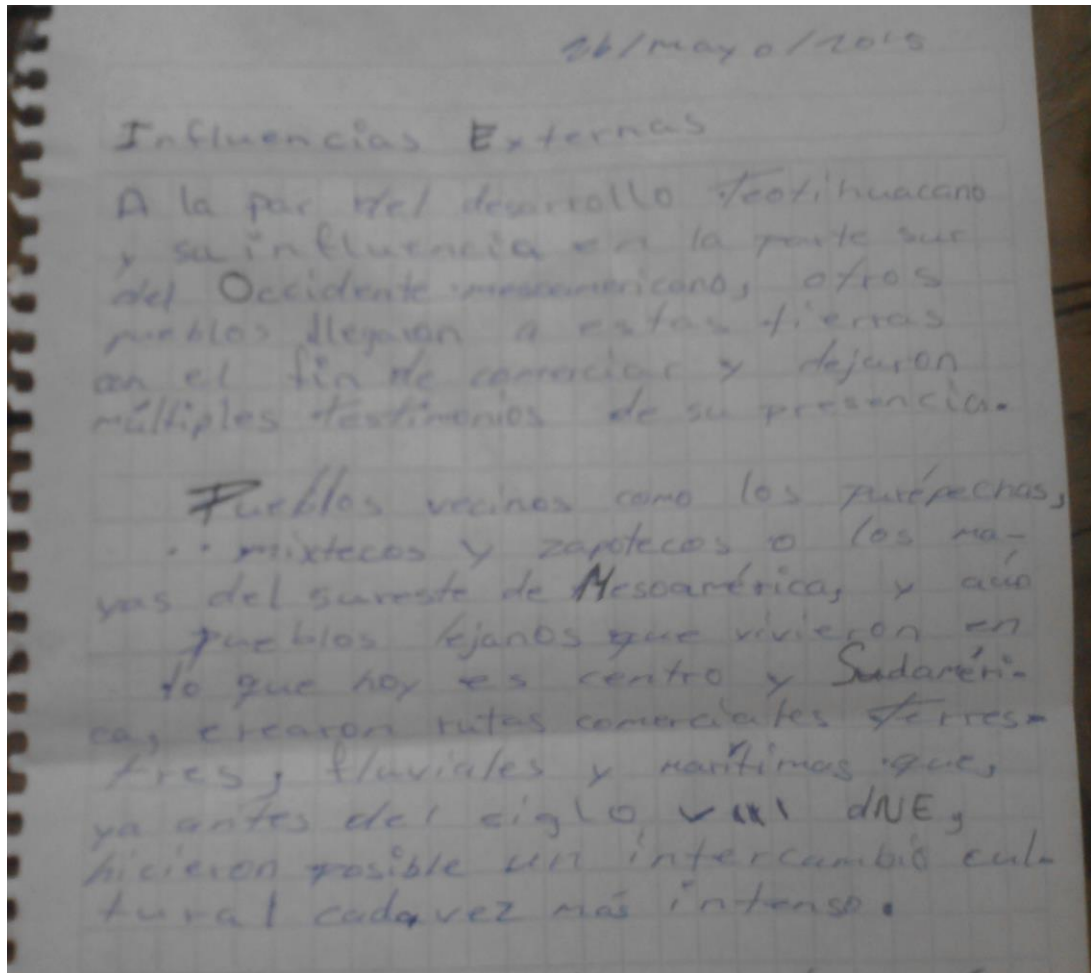 26/mayo/2015
Influencias Externas
A la par del desarrollo teotihuacano
y su influencia en la parte sur
del Occidente mesoamericano, otros
pueblos llegaron a estas tierras
con el fin de comerciar y dejaron
múltiples testimonios de su presencia.
Pueblos vecinos como los purépechas,
mixtecos y zapotecos o los ma-
yas del sureste de Mesoamérica, y aún
pueblos lejanos que vivieron en
lo que hoy es centro y Sudaméri-
ca, crearon rutas comerciales terres-
tres, fluviales y marítimas que,
ya antes del siglo VIII dNE,
hicieron posible un intercambio cul-
tural cada vez más intenso.